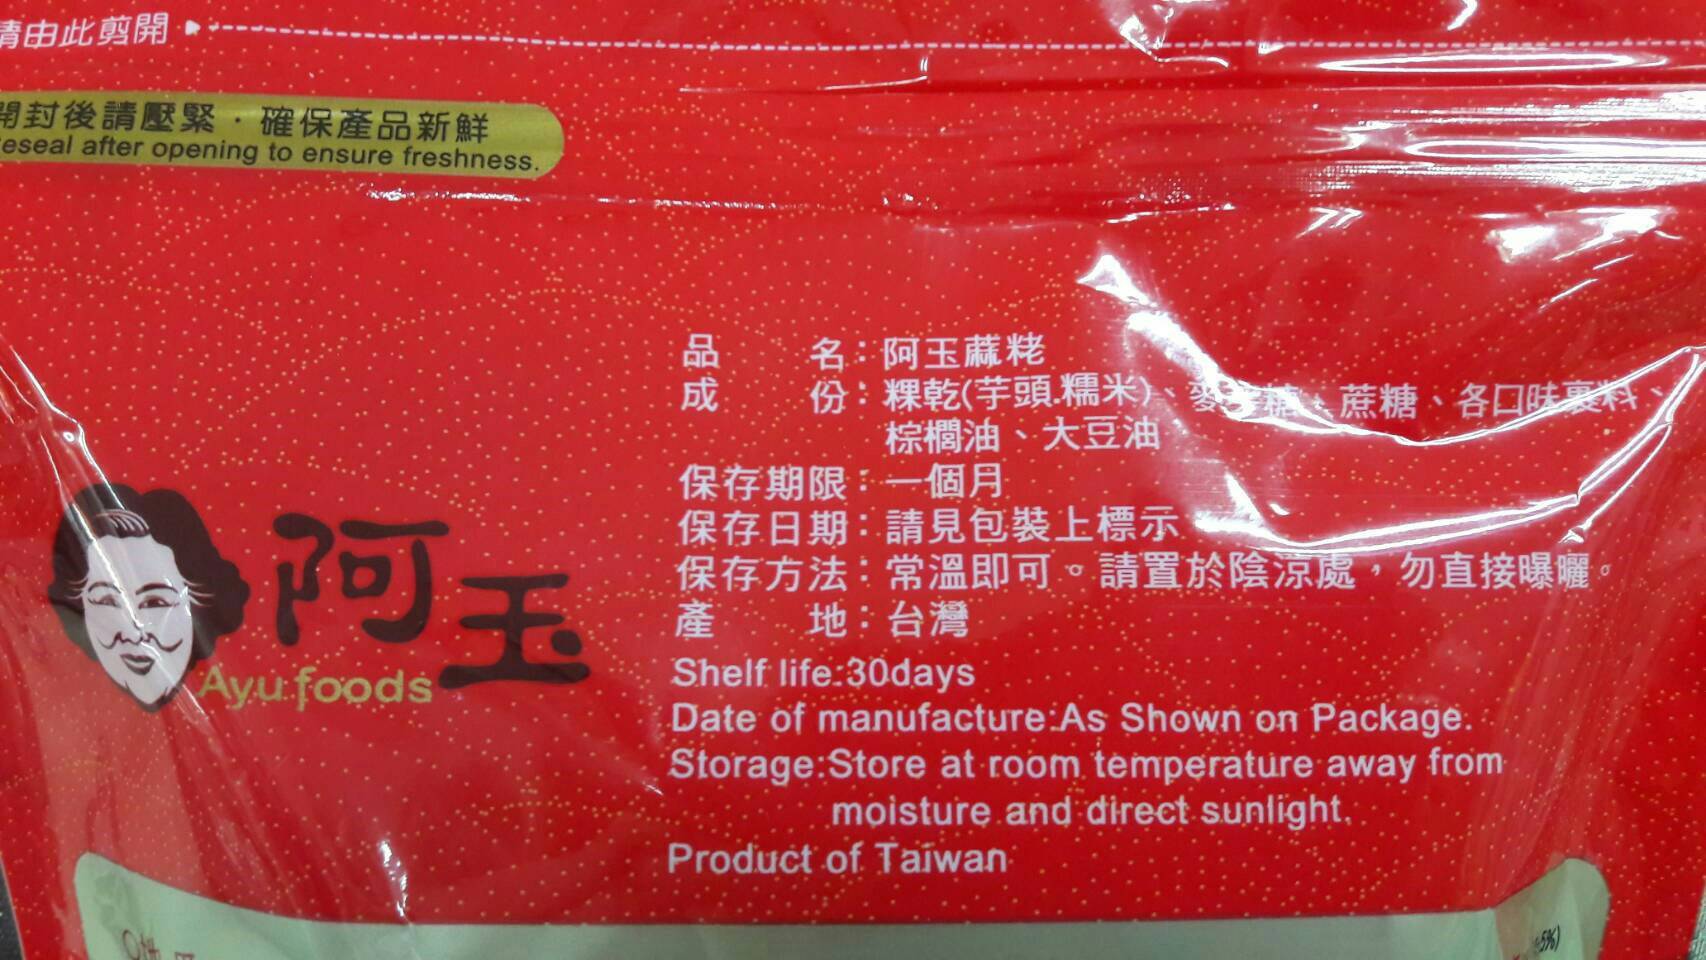 請由此剪開
開封後請壓緊．確保產品新鮮
eseal after opening to ensure freshness.
品 名：阿玉蔴粩
成 份：粿乾(芋頭.糯米)、麥芽糖、蔗糖、各口味裹料、
棕櫚油、大豆油
保存期限：一個月
保存日期：請見包裝上標示
保存方法：常溫即可。請置於陰涼處，勿直接曝曬。
產 地：台灣
阿玉
Ayu foods
Shelf life:30days
Date of manufacture:As Shown on Package.
Storage:Store at room temperature away from
moisture and direct sunlight.
Product of Taiwan